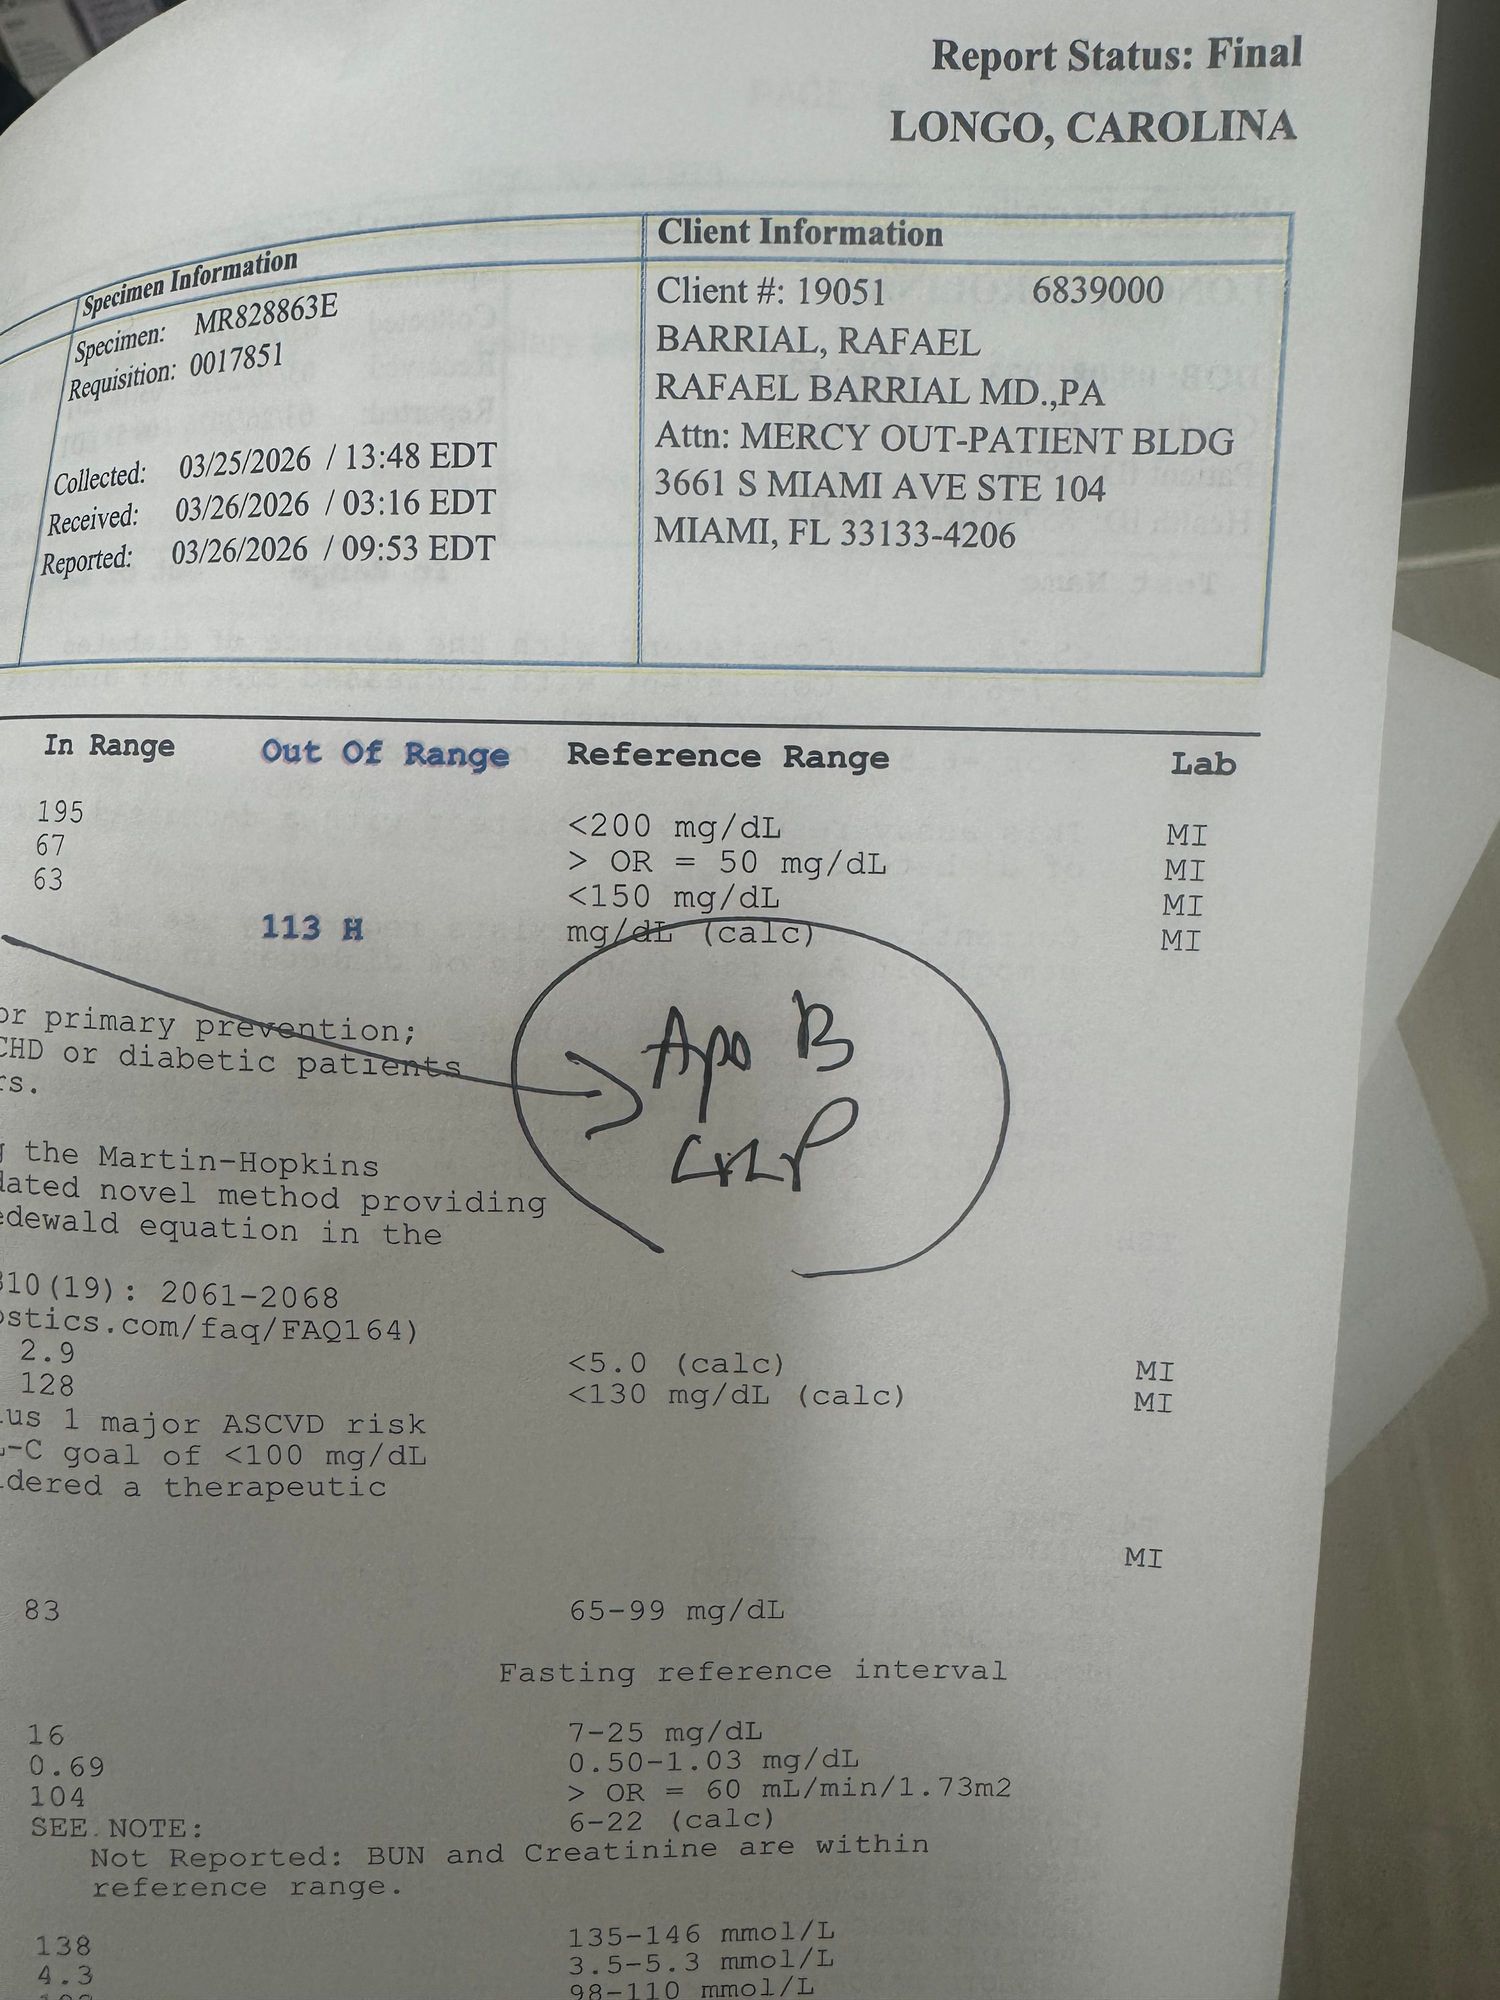 Report Status: Final
LONGO, CAROLINA
Specimen Information
Specimen: MR828863E
Requisition: 0017851
Collected: 03/25/2026 / 13:48 EDT
Received: 03/26/2026 / 03:16 EDT
Reported: 03/26/2026 / 09:53 EDT
Client Information
Client #: 19051 6839000
BARRIAL, RAFAEL
RAFAEL BARRIAL MD.,PA
Attn: MERCY OUT-PATIENT BLDG
3661 S MIAMI AVE STE 104
MIAMI, FL 33133-4206
In Range Out Of Range Reference Range Lab
195 <200 mg/dL MI
67 > OR = 50 mg/dL MI
63 <150 mg/dL MI
113 H mg/dL (calc) MI
or primary prevention;
CHD or diabetic patients
rs.
Apo B
the Martin-Hopkins
dated novel method providing
edewald equation in the
310(19): 2061-2068
ostics.com/faq/FAQ164)
2.9 <5.0 (calc) MI
128 <130 mg/dL (calc) MI
us 1 major ASCVD risk
-C goal of <100 mg/dL
dered a therapeutic
MI
83 65-99 mg/dL
Fasting reference interval
16 7-25 mg/dL
0.69 0.50-1.03 mg/dL
104 > OR = 60 mL/min/1.73m2
SEE NOTE: 6-22 (calc)
Not Reported: BUN and Creatinine are within
reference range.
138 135-146 mmol/L
4.3 3.5-5.3 mmol/L
98-110 mmol/L